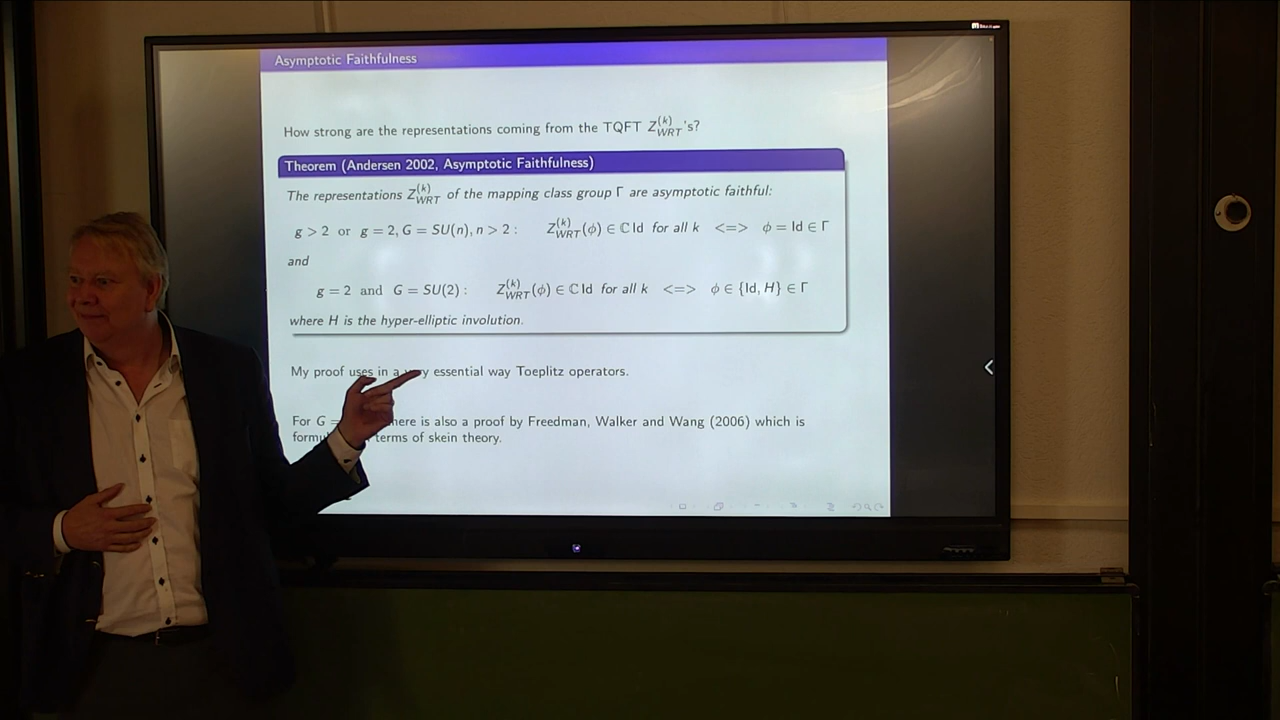 Asymptotic Faithfulness
How strong are the representations coming from the TQFT Z_{WRT}^{(k)}'s?
Theorem (Andersen 2002, Asymptotic Faithfulness)
The representations Z_{WRT}^{(k)} of the mapping class group Γ are asymptotic faithful:
g > 2 or g = 2, G = SU(n), n > 2 : Z_{WRT}^{(k)}(ϕ) ∈ ℂ Id for all k <=> ϕ = Id ∈ Γ
and
g = 2 and G = SU(2) : Z_{WRT}^{(k)}(ϕ) ∈ ℂ Id for all k <=> ϕ ∈ {Id, H} ∈ Γ
where H is the hyper-elliptic involution.
My proof uses in a essential way Toeplitz operators.
For G = is also a proof by Freedman, Walker and Wang (2006) which is
terms of skein theory.